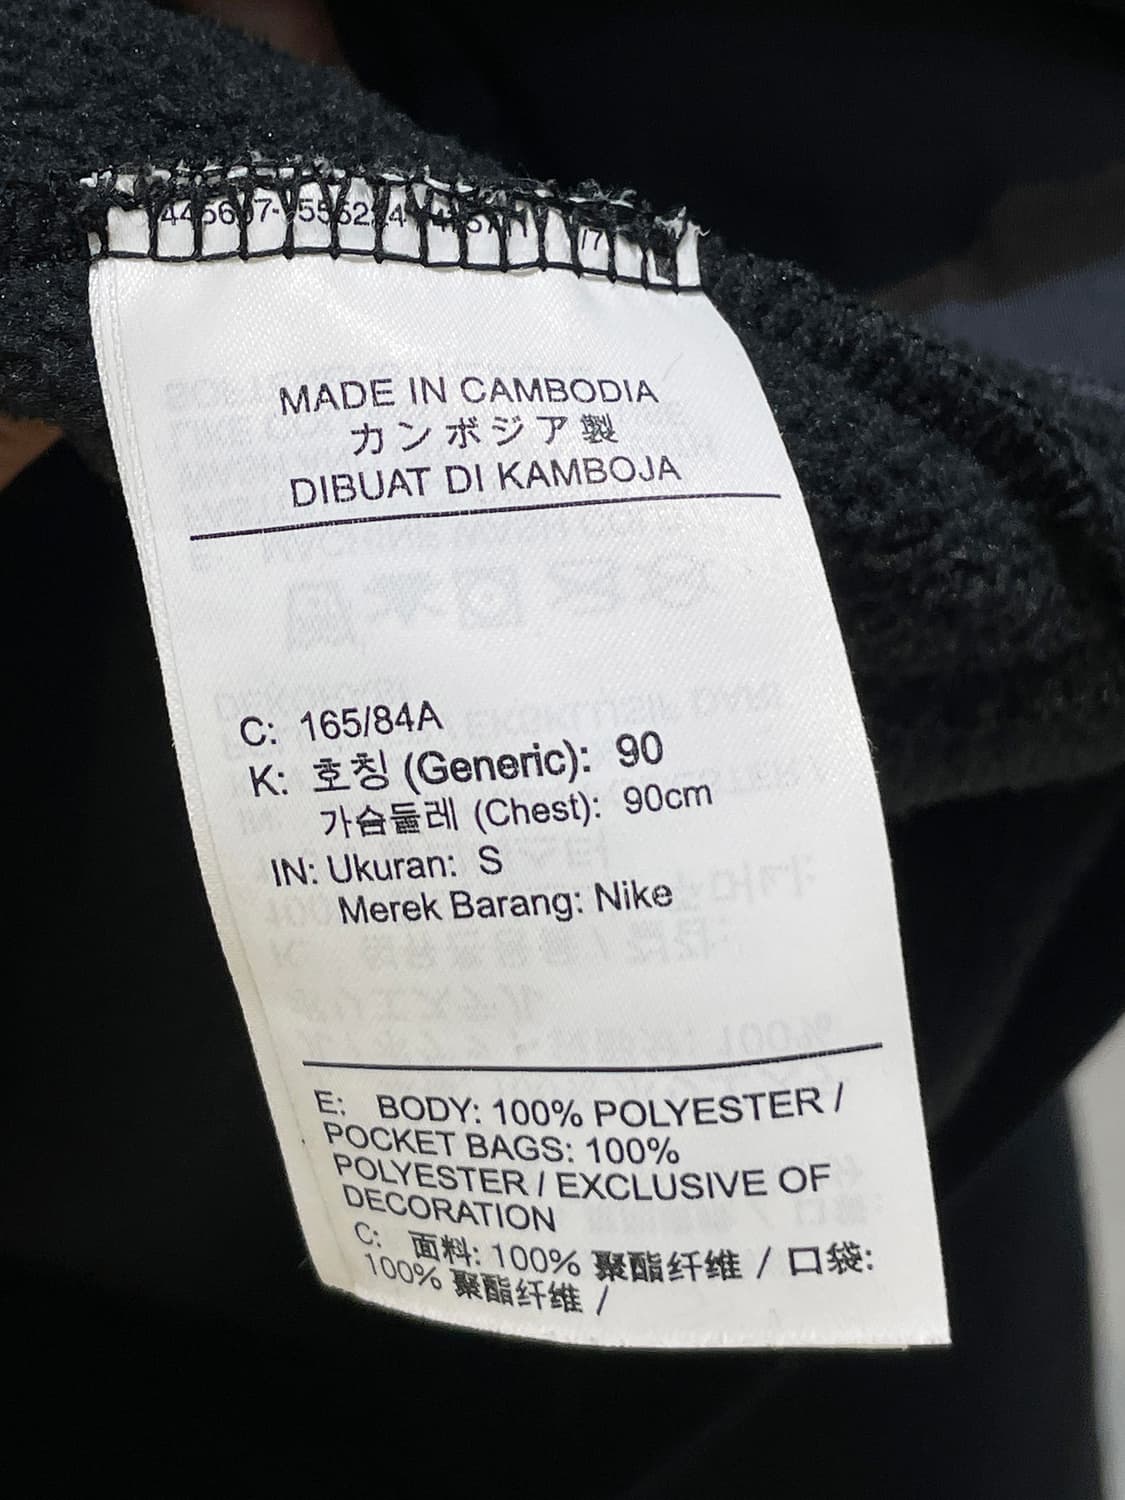 MADE IN CAMBODIA
カンボジア製
DIBUAT DI KAMBOJA
C: 165/84A
K: 호칭 (Generic): 90
가슴둘레 (Chest): 90cm
IN: Ukuran: S
Merek Barang: Nike
E: BODY: 100% POLYESTER /
POCKET BAGS: 100%
POLYESTER / EXCLUSIVE OF
DECORATION
C: 面料: 100% 聚酯纤维 / 口袋:
100% 聚酯纤维 /